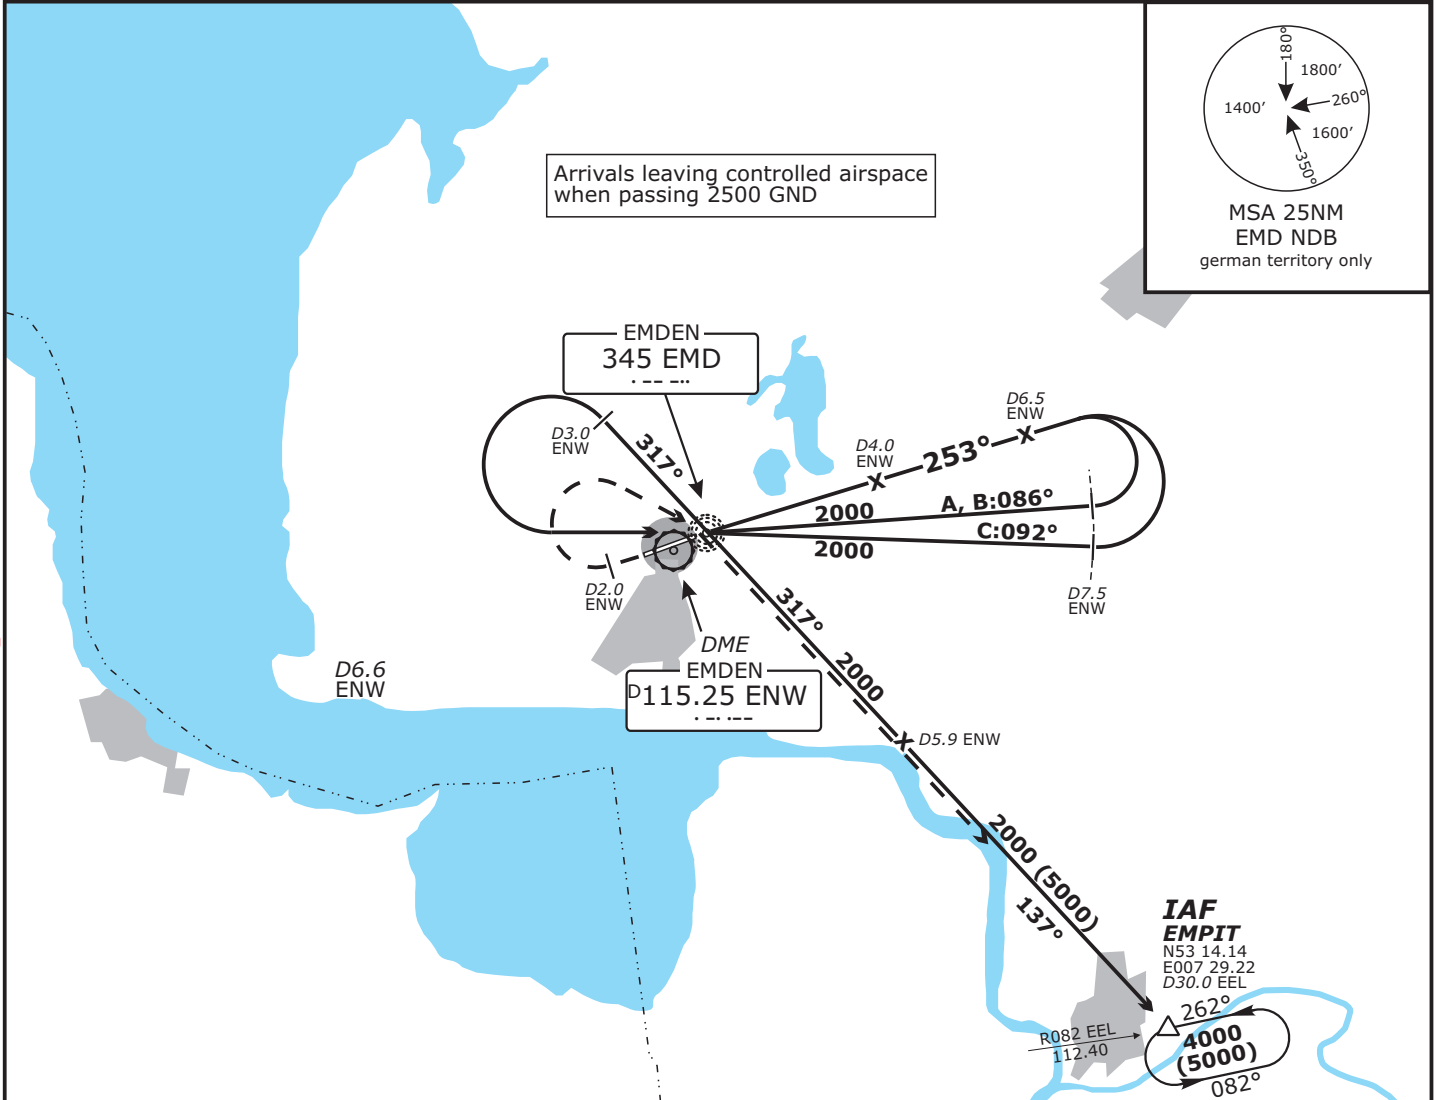 180°
1800'
1400'
260°
1600'
350°
MSA 25NM
EMD NDB
german territory only
Arrivals leaving controlled airspace
when passing 2500 GND
EMDEN
345 EMD
D3.0
ENW
317°
D6.5
ENW
D4.0
ENW
253°
A, B:086°
2000
C:092°
2000
D7.5
ENW
D2.0
ENW
DME
EMDEN
D115.25 ENW
317°
2000
D6.6
ENW
D5.9 ENW
2000 (5000)
137°
IAF
EMPIT
N53 14.14
E007 29.22
D30.0 EEL
262°
4000
(5000)
082°
R082 EEL
112.40